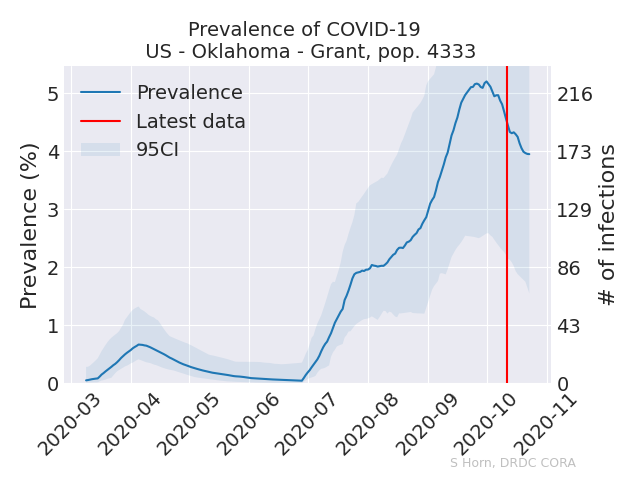 Prevalence of COVID-19
US - Oklahoma - Grant, pop. 4333
Prevalence
Latest data
95CI
Prevalence (%)
5
4
3
2
1
0
216
173
129
86
43
0
# of infections
2020-03
2020-04
2020-05
2020-06
2020-07
2020-08
2020-09
2020-10
2020-11
S Horn, DRDC CORA